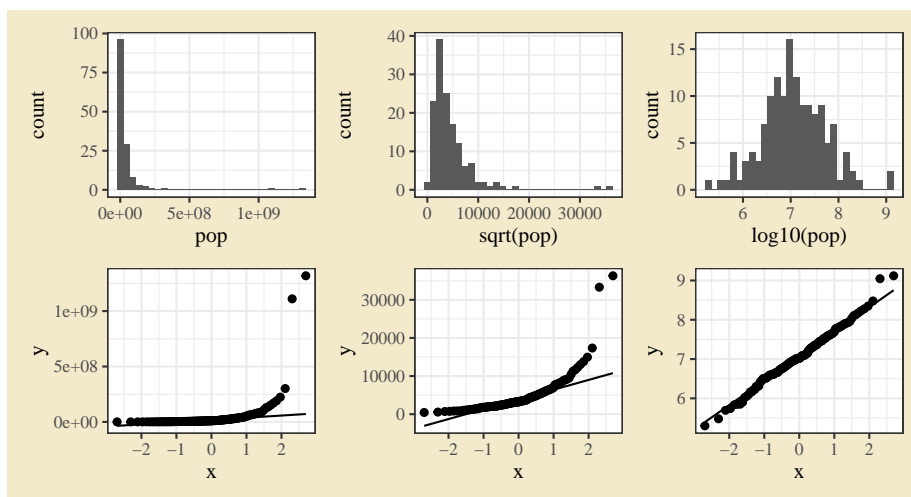 100
75
50
25
0
count
0e+00 5e+08 1e+09
pop
40
30
20
10
0
count
0 10000 20000 30000
sqrt(pop)
15
10
5
0
count
6 7 8 9
log10(pop)
1e+09
5e+08
0e+00
y
−2 −1 0 1 2
x
30000
20000
10000
0
y
−2 −1 0 1 2
x
9
8
7
6
y
−2 −1 0 1 2
x